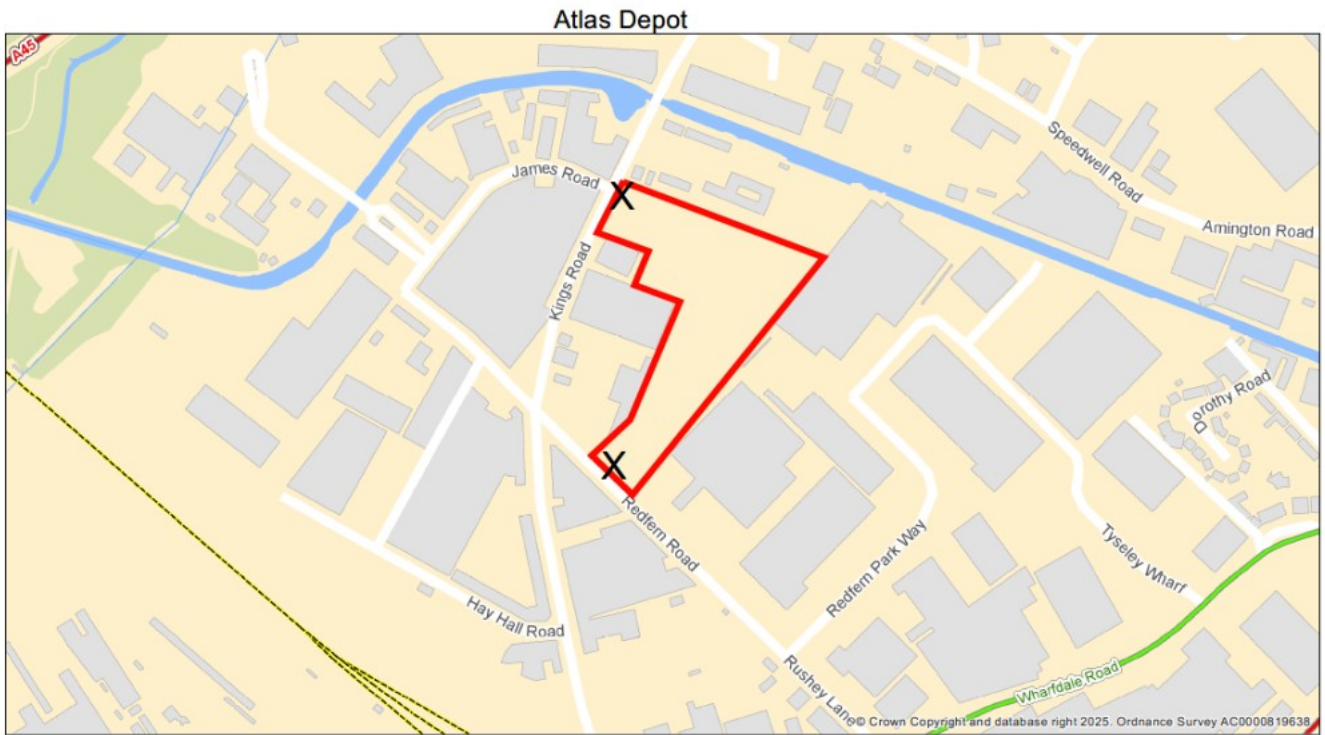 Atlas Depot
A45
James Road
X
Speedwell Road
Amington Road
Kings Road
Dorothy Road
X
Redfern Road
Redfern Park Way
Tyseley Wharf
Hay Hall Road
Rushey Lane
Wharfdale Road
© Crown Copyright and database right 2025. Ordnance Survey AC0000819638